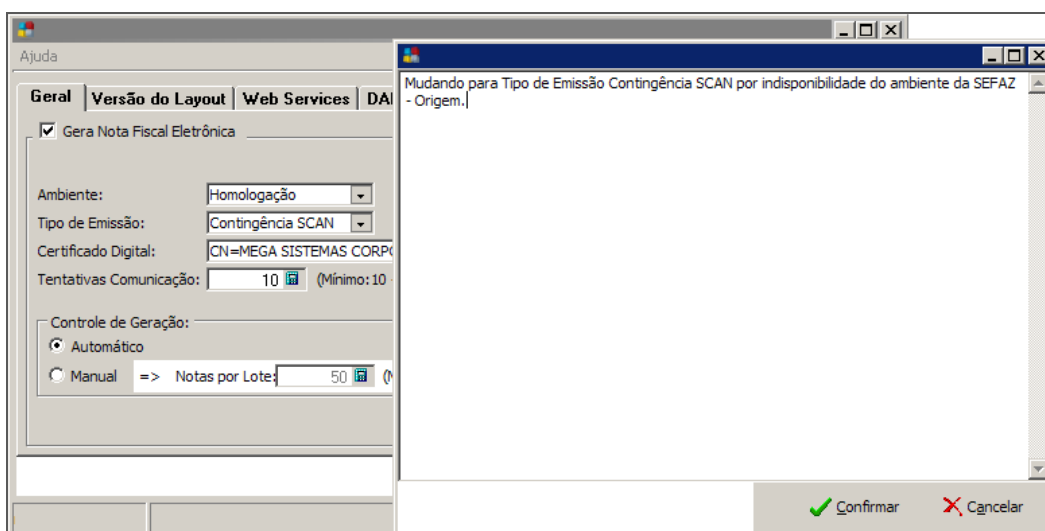 Ajuda
Geral
Versão do Layout
Web Services
Gera Nota Fiscal Eletrônica
Ambiente:
Homologação
Tipo de Emissão:
Contingência SCAN
Certificado Digital:
CN=MEGA SISTEMAS
Tentativas Comunicação:
10
(Mínimo: 10
Controle de Geração:
Automático
Manual
=>
Notas por Lote:
50
Mudando para Tipo de Emissão Contingência SCAN por indisponibilidade do ambiente da SEFAZ
- Origem.
Confirmar
Cancelar